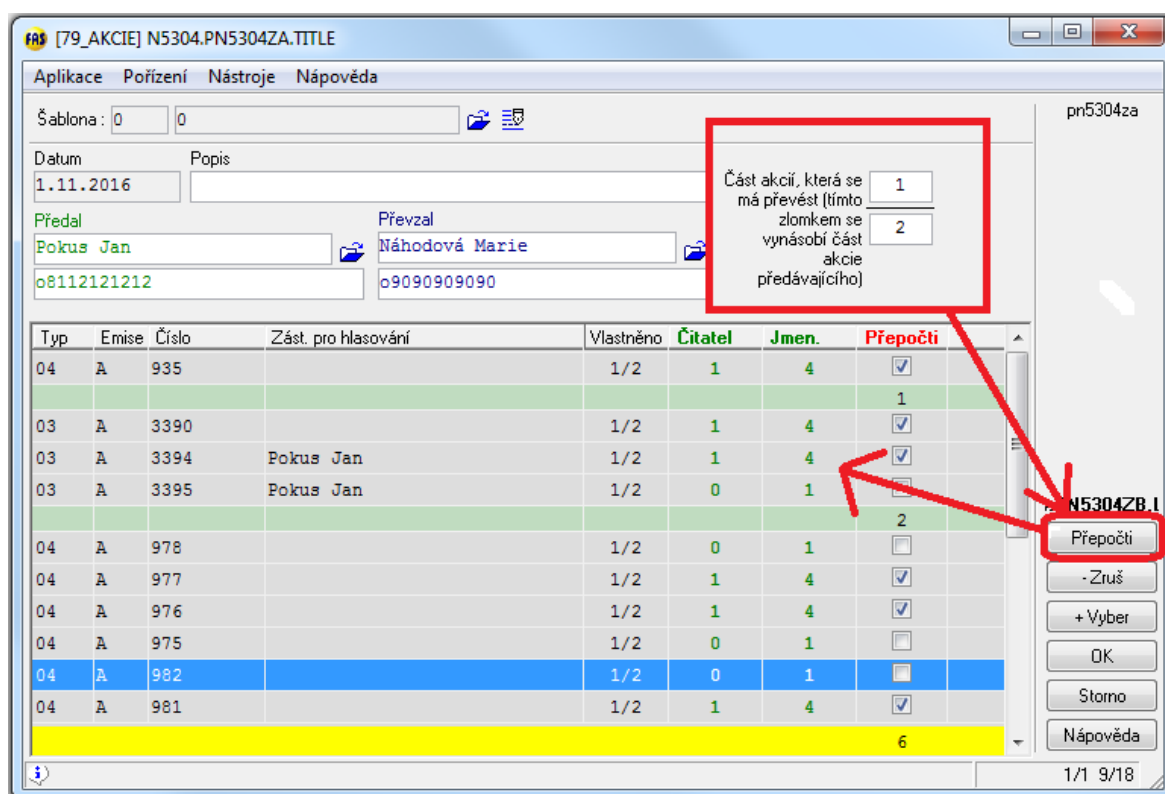 FAS [79_AKCIE] N5304.PN5304ZA.TITLE
Aplikace Pořízení Nástroje Nápověda
Šablona : 0 0
pn5304za
Datum Popis
1.11.2016
Část akcií, která se
má převést (tímto
zlomkem se
vynásobí část
akcie
předávajícího)
1
2
Předal Převzal
Pokus Jan Náhodová Marie
o8112121212 o9090909090
Typ Emise Číslo Zást. pro hlasování Vlastněno Čitatel Jmen. Přepočti
04 A 935 1/2 1 4
1
03 A 3390 1/2 1 4
03 A 3394 Pokus Jan 1/2 1 4
03 A 3395 Pokus Jan 1/2 0 1
2
04 A 978 1/2 0 1
04 A 977 1/2 1 4
04 A 976 1/2 1 4
04 A 975 1/2 0 1
04 A 982 1/2 0 1
04 A 981 1/2 1 4
6
N5304ZB.
Přepočti
- Zruš
+ Vyber
OK
Storno
Nápověda
1/1 9/18